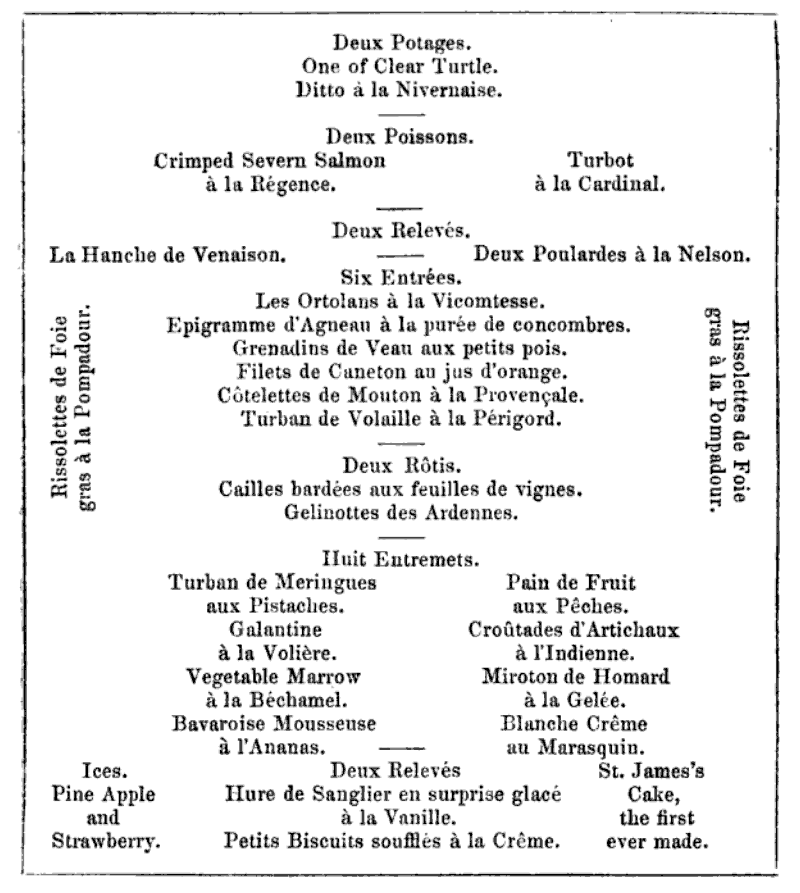 Deux Potages.
One of Clear Turtle.
Ditto à la Nivernaise.
Deux Poissons.
Crimped Severn Salmon
à la Régence.
Turbot
à la Cardinal.
Deux Relevés.
La Hanche de Venaison.
Deux Poulardes à la Nelson.
Six Entrées.
Les Ortolans à la Vicomtesse.
Epigramme d'Agneau à la purée de concombres.
Grenadins de Veau aux petits pois.
Filets de Caneton au jus d'orange.
Côtelettes de Mouton à la Provençale.
Turban de Volaille à la Périgord.
Rissolettes de Foie
gras à la Pompadour.
Rissolettes de Foie
gras à la Pompadour.
Deux Rôtis.
Cailles bardées aux feuilles de vignes.
Gelinottes des Ardennes.
Huit Entremets.
Turban de Meringues
aux Pistaches.
Pain de Fruit
aux Pêches.
Galantine
à la Volière.
Croûtades d'Artichaux
à l'Indienne.
Vegetable Marrow
à la Béchamel.
Miroton de Homard
à la Gelée.
Bavaroise Mousseuse
à l'Ananas.
Blanche Crême
au Marasquin.
Ices.
Pine Apple
and
Strawberry.
Deux Relevés
Hure de Sanglier en surprise glacé
à la Vanille.
Petits Biscuits soufflés à la Crême.
St. James's
Cake,
the first
ever made.